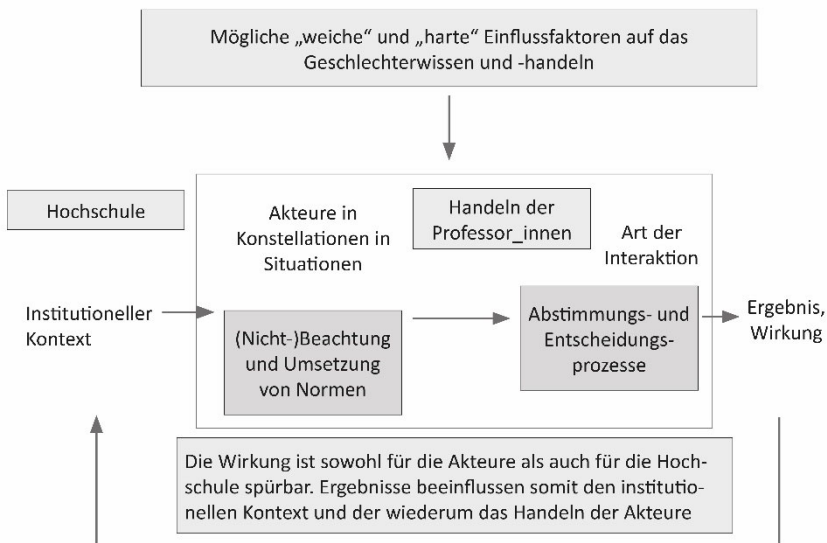 Mögliche „weiche“ und „harte“ Einflussfaktoren auf das
Geschlechterwissen und -handeln
Hochschule
Akteure in
Konstellationen in
Situationen
Handeln der
Professor_innen
Art der
Interaktion
Institutioneller
Kontext
(Nicht-)Beachtung
und Umsetzung
von Normen
Abstimmungs- und
Entscheidungs-
prozesse
Ergebnis,
Wirkung
Die Wirkung ist sowohl für die Akteure als auch für die Hoch-
schule spürbar. Ergebnisse beeinflussen somit den institutio-
nellen Kontext und der wiederum das Handeln der Akteure